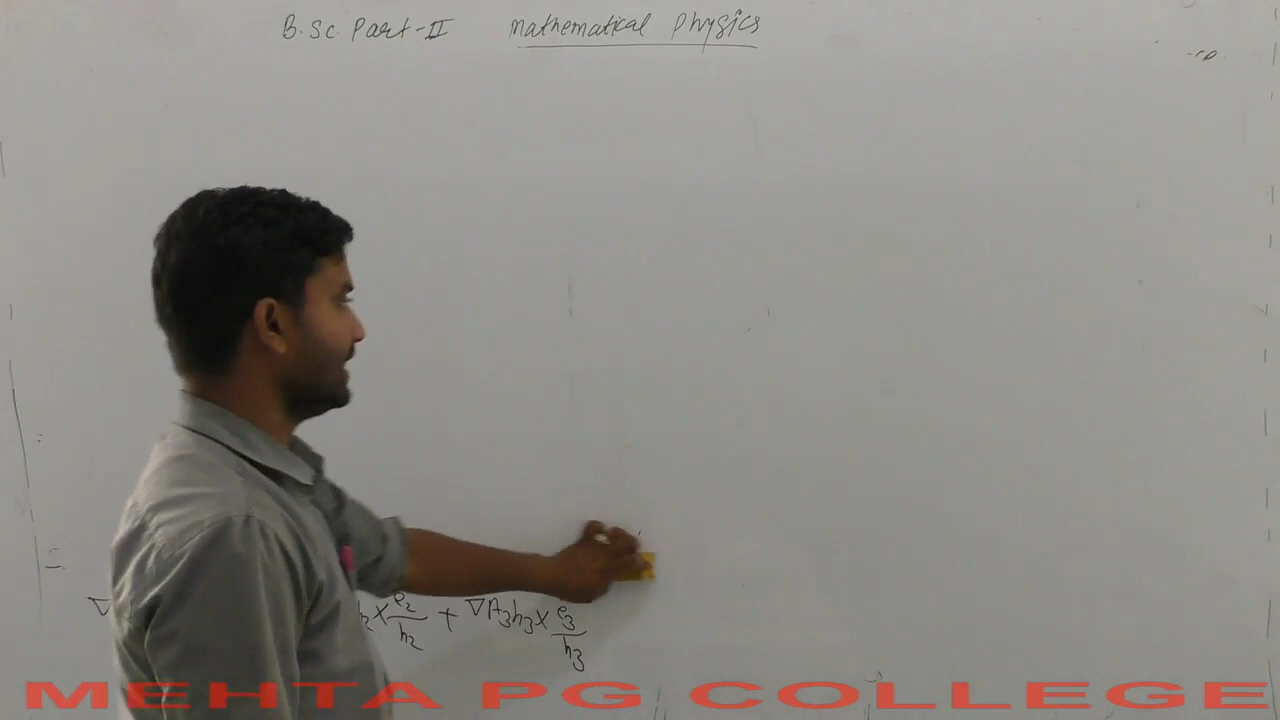 B.Sc. Part-II Mathematical Physics
∇ h₂ × e₂/h₂ + ∇A₃h₃ × e₃/h₃
MEHTA PG COLLEGE